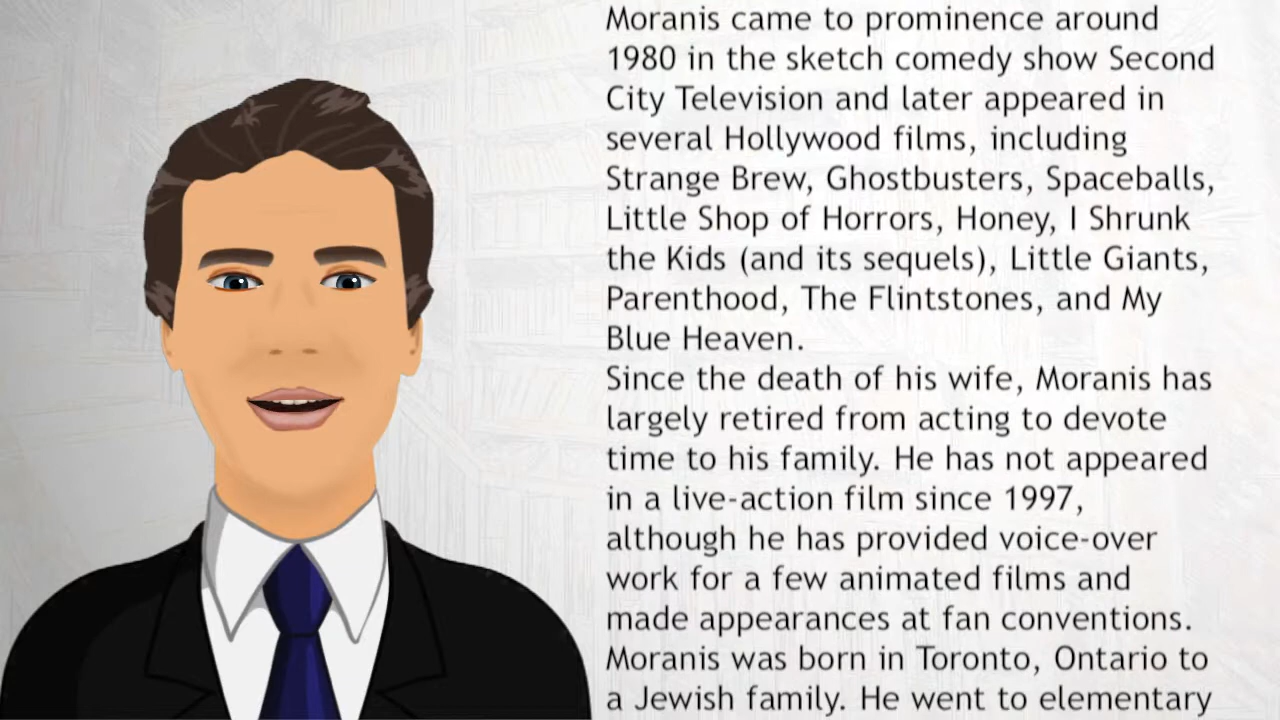 Moranis came to prominence around
1980 in the sketch comedy show Second
City Television and later appeared in
several Hollywood films, including
Strange Brew, Ghostbusters, Spaceballs,
Little Shop of Horrors, Honey, I Shrunk
the Kids (and its sequels), Little Giants,
Parenthood, The Flintstones, and My
Blue Heaven.
Since the death of his wife, Moranis has
largely retired from acting to devote
time to his family. He has not appeared
in a live-action film since 1997,
although he has provided voice-over
work for a few animated films and
made appearances at fan conventions.
Moranis was born in Toronto, Ontario to
a Jewish family. He went to elementary